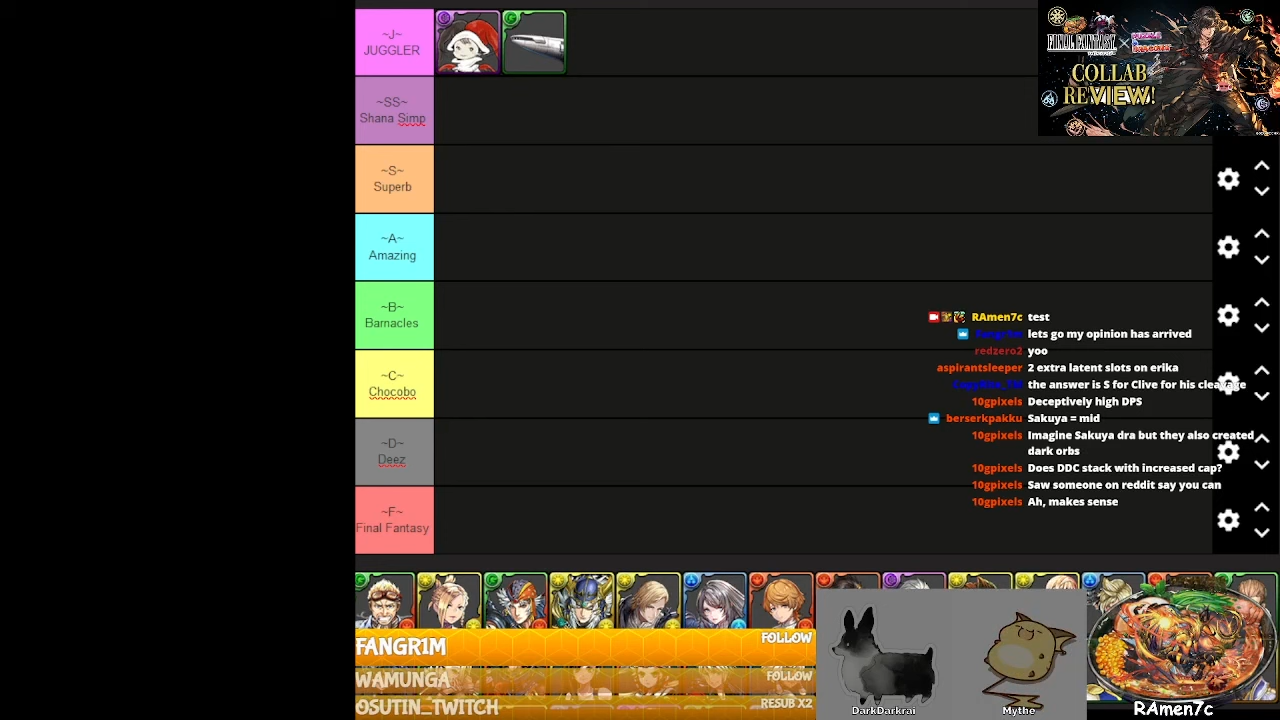 ~J~
JUGGLER
~SS~
Shana Simp
~S~
Superb
~A~
Amazing
~B~
Barnacles
~C~
Chocobo
~D~
Deez
~F~
Final Fantasy
FINAL FANTASY
COLLAB
REVIEW!
RAmen7c test
lets go my opinion has arrived
redzero2 yoo
aspirantsleeper 2 extra latent slots on erika
the answer is S for Clive for his cleavage
10gpixels Deceptively high DPS
berserkpakku Sakuya = mid
10gpixels Imagine Sakuya dra but they also created
dark orbs
10gpixels Does DDC stack with increased cap?
10gpixels Saw someone on reddit say you can
10gpixels Ah, makes sense
FANGR1M FOLLOW
WAMUNGA FOLLOW
OSUTIN_TWITCH RESUB X2
DarkDarkrai
Mythe
RAmen7c